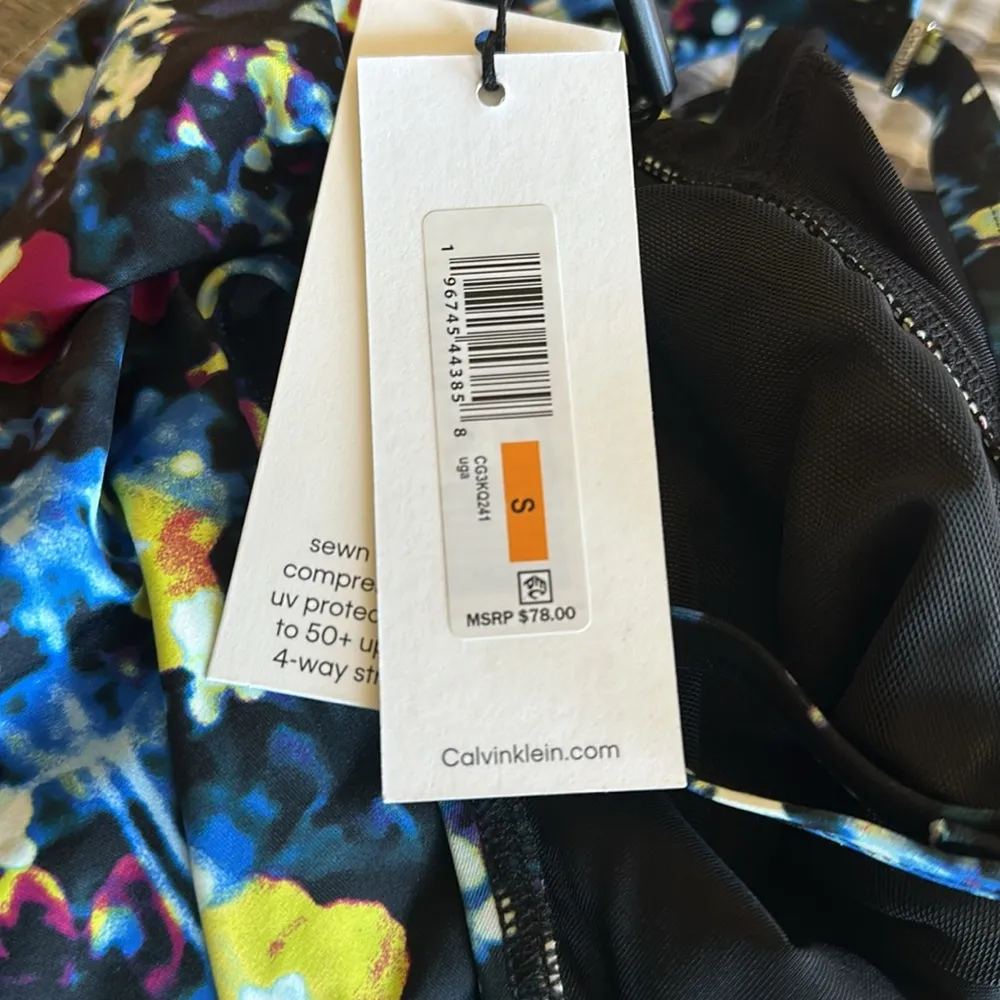 1 96745 44385 8
CG3KQ241
uga
S
MSRP $78.00
Calvinklein.com
sewn
compre
uv protec
to 50+ u
4-way str